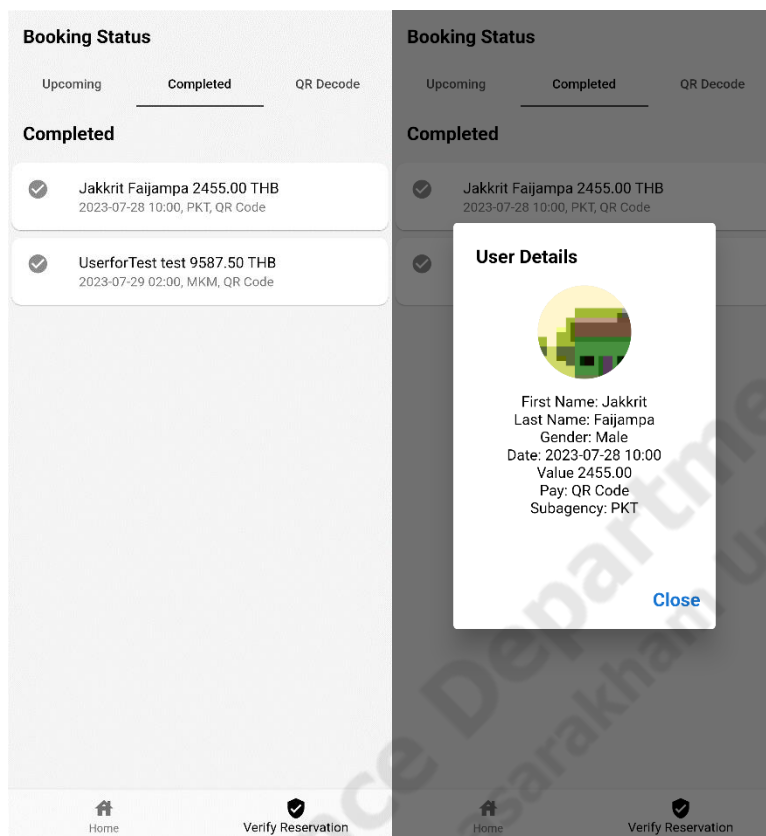 Booking Status
Upcoming Completed QR Decode
Completed
Jakkrit Faijampa 2455.00 THB
2023-07-28 10:00, PKT, QR Code
UserforTest test 9587.50 THB
2023-07-29 02:00, MKM, QR Code
Home Verify Reservation
Booking Status
Upcoming Completed QR Decode
Completed
Jakkrit Faijampa 2455.00 THB
2023-07-28 10:00, PKT, QR Code
User Details
First Name: Jakkrit
Last Name: Faijampa
Gender: Male
Date: 2023-07-28 10:00
Value 2455.00
Pay: QR Code
Subagency: PKT
Close
Home Verify Reservation